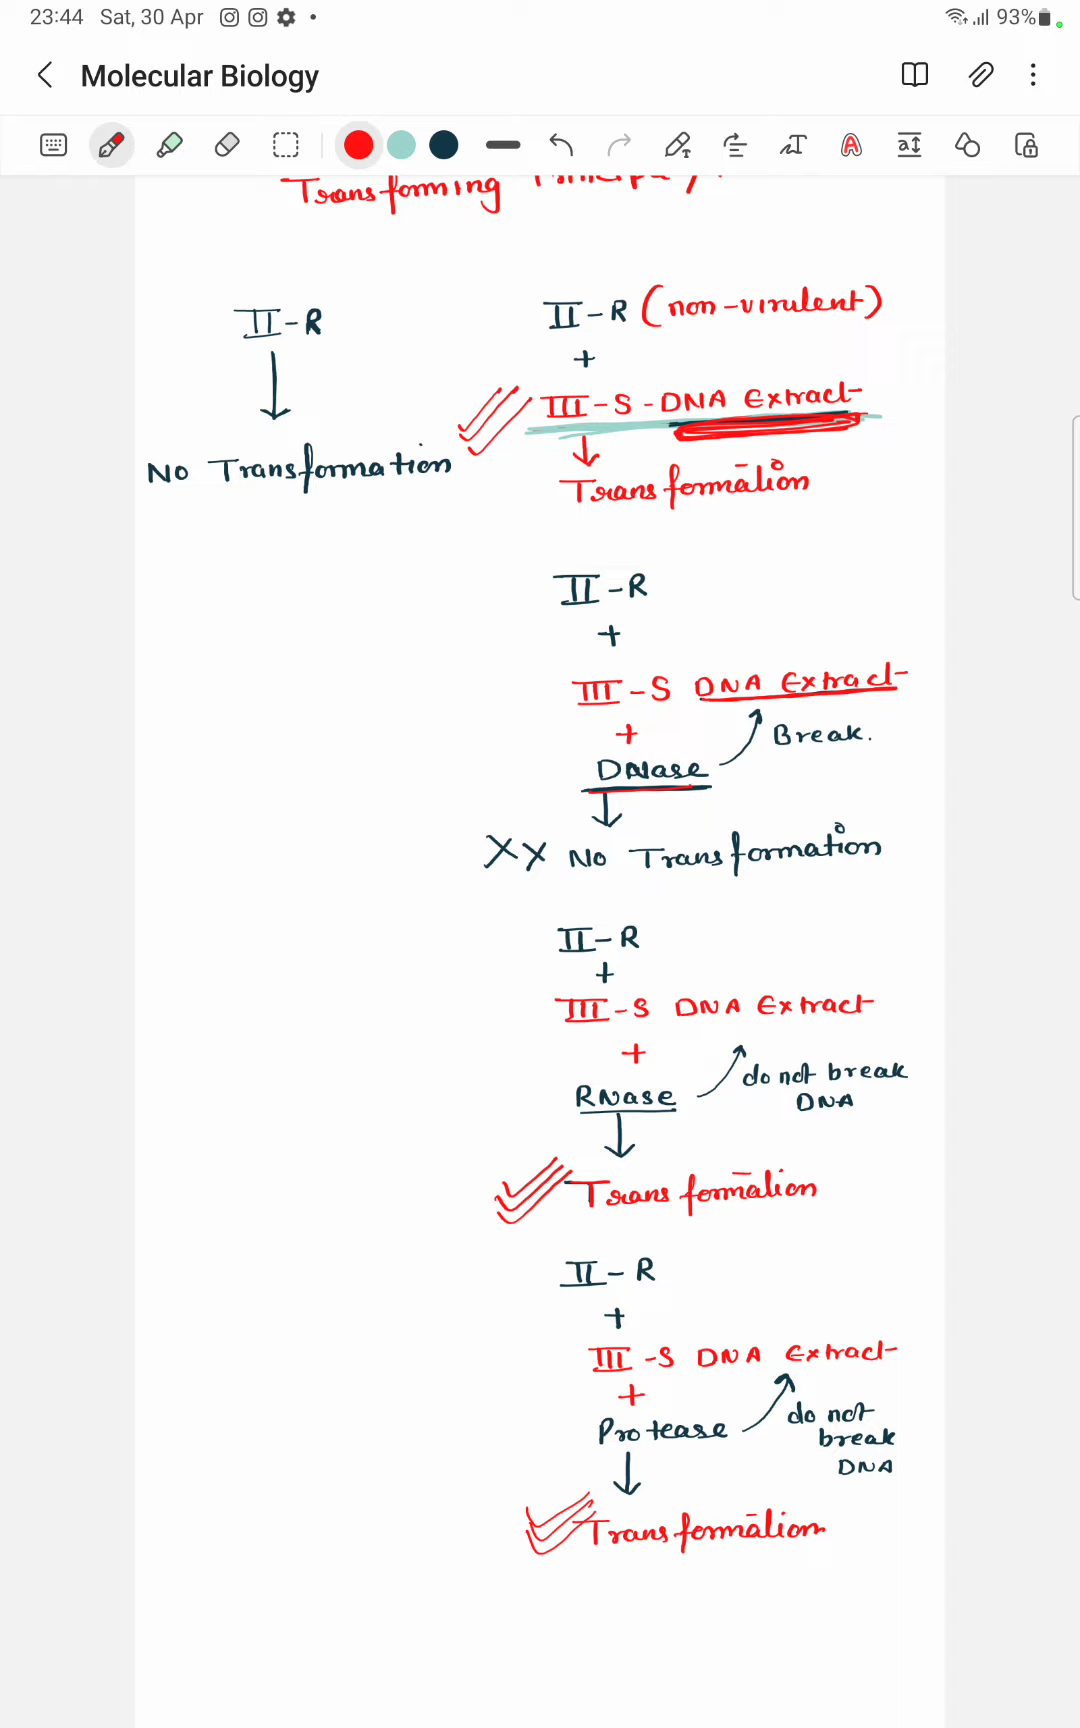 23:44 Sat, 30 Apr
93%
Molecular Biology
Transforming
II-R
II-R (non-virulent)
+
III-S-DNA Extract
No Transformation
Transformation
II-R
+
III-S DNA Extract
+
Break.
DNase
XX No Transformation
II-R
+
III-S DNA Extract
+
do not break
RNase
DNA
Transformation
II-R
+
III-S DNA Extract
+
do not
Protease
break
DNA
Transformation